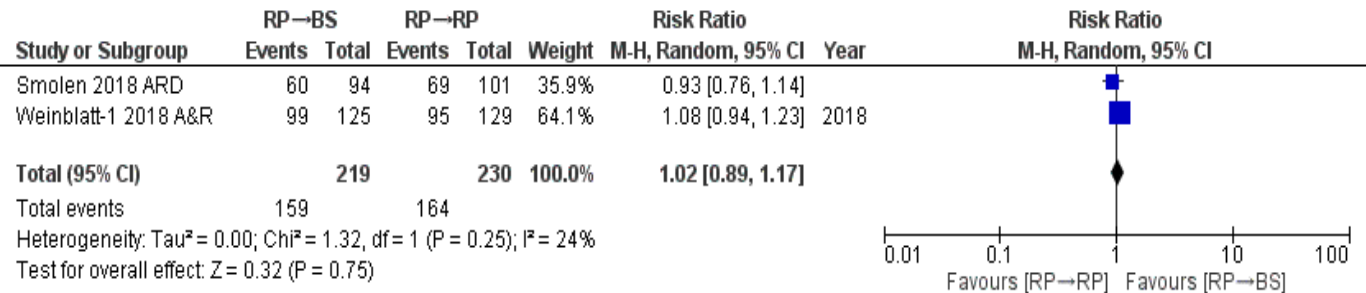 RP→BS RP→RP Risk Ratio Risk Ratio
Study or Subgroup Events Total Events Total Weight M-H, Random, 95% CI Year M-H, Random, 95% CI
Smolen 2018 ARD 60 94 69 101 35.9% 0.93 [0.76, 1.14]
Weinblatt-1 2018 A&R 99 125 95 129 64.1% 1.08 [0.94, 1.23] 2018
Total (95% CI) 219 230 100.0% 1.02 [0.89, 1.17]
Total events 159 164
Heterogeneity: Tau² = 0.00; Chi² = 1.32, df = 1 (P = 0.25); I² = 24%
Test for overall effect: Z = 0.32 (P = 0.75)
0.01 0.1 1 10 100
Favours [RP→RP] Favours [RP→BS]